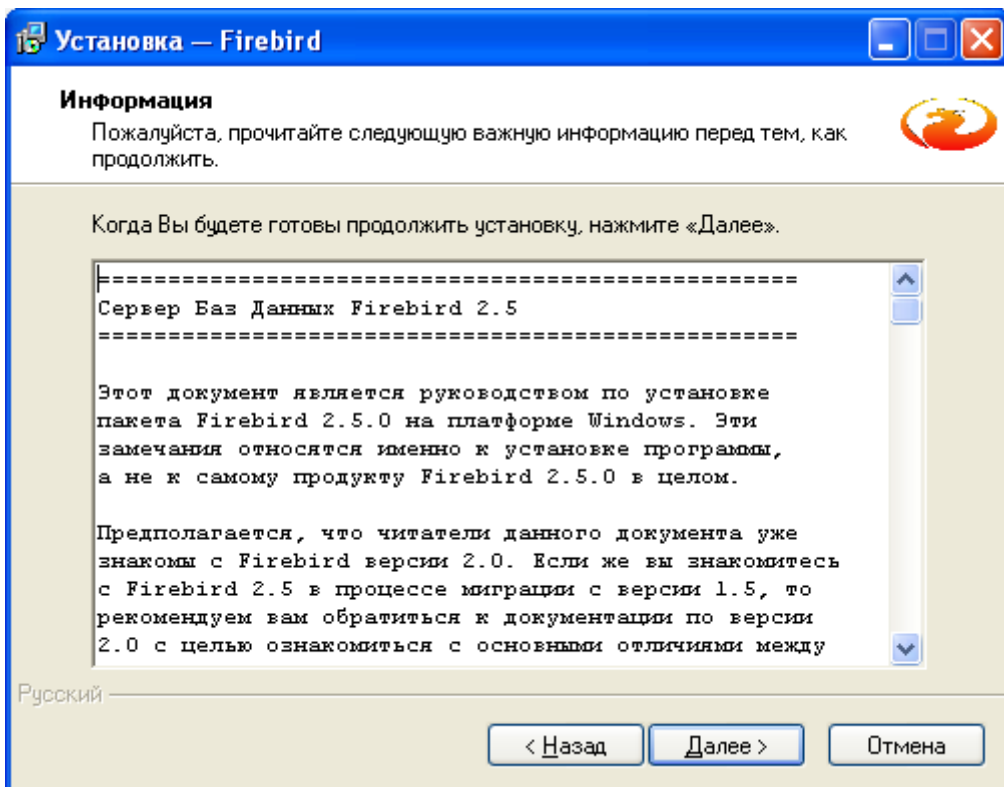 Установка — Firebird
Информация
Пожалуйста, прочитайте следующую важную информацию перед тем, как
продолжить.
Когда Вы будете готовы продолжить установку, нажмите «Далее».
==================================================
Сервер Баз Данных Firebird 2.5
==================================================
Этот документ является руководством по установке
пакета Firebird 2.5.0 на платформе Windows. Эти
замечания относятся именно к установке программы,
а не к самому продукту Firebird 2.5.0 в целом.
Предполагается, что читатели данного документа уже
знакомы с Firebird версии 2.0. Если же вы знакомитесь
с Firebird 2.5 в процессе миграции с версии 1.5, то
рекомендуем вам обратиться к документации по версии
2.0 с целью ознакомиться с основными отличиями между
Русский
< Назад Далее > Отмена